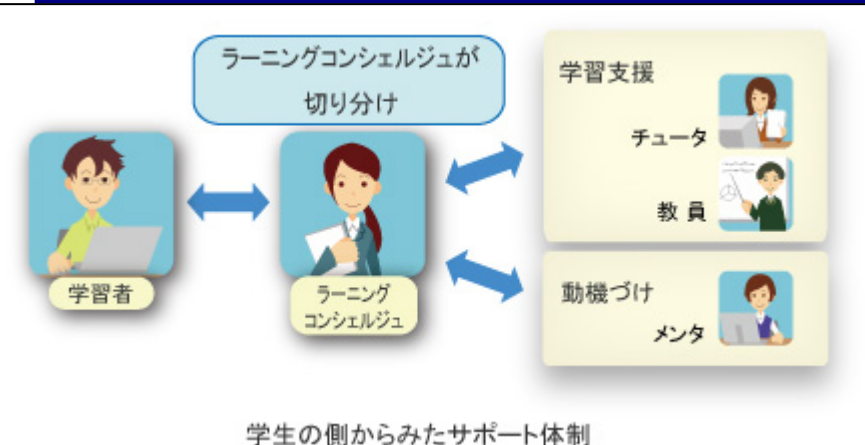 ラーニングコンシェルジュが
切り分け
学習者
ラーニング
コンシェルジュ
学習支援
チュータ
教員
動機づけ
メンタ
学生の側からみたサポート体制